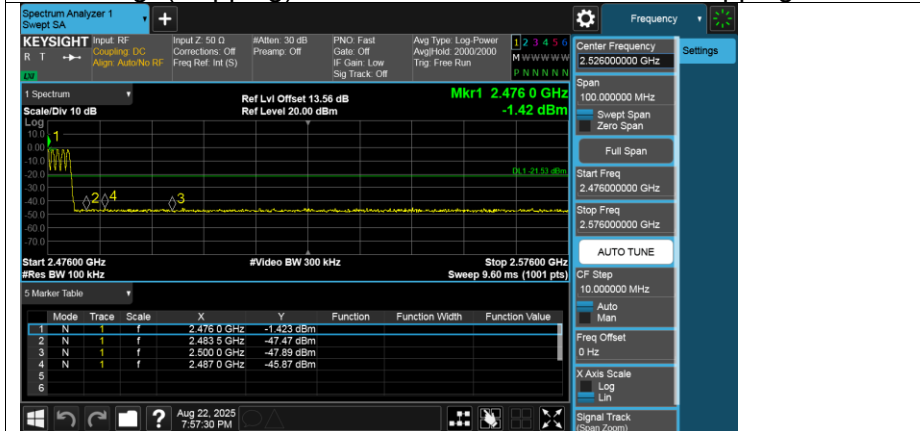 Spectrum Analyzer 1
Swept SA
+
Frequency
KEYSIGHT
R T
Input: RF
Coupling: DC
Align: Auto/No RF
Input Z: 50 Ω
Corrections: Off
Freq Ref: Int (S)
#Atten: 30 dB
Preamp: Off
PNO: Fast
Gate: Off
IF Gain: Low
Sig Track: Off
Avg Type: Log-Power
Avg|Hold: 2000/2000
Trig: Free Run
1 2 3 4 5 6
M W W W W W
P N N N N N
1 Spectrum
Scale/Div 10 dB
Log
Ref Lvl Offset 13.56 dB
Ref Level 20.00 dBm
Mkr1 2.476 0 GHz
-1.42 dBm
10.0
0.00
-10.0
-20.0
-30.0
-40.0
-50.0
-60.0
-70.0
1
2
4
3
DL1 -21.53 dBm
Start 2.47600 GHz
#Res BW 100 kHz
#Video BW 300 kHz
Stop 2.57600 GHz
Sweep 9.60 ms (1001 pts)
5 Marker Table
Mode Trace Scale X Y Function Function Width Function Value
1 N 1 f 2.476 0 GHz -1.423 dBm
2 N 1 f 2.483 5 GHz -47.47 dBm
3 N 1 f 2.500 0 GHz -47.89 dBm
4 N 1 f 2.487 0 GHz -45.87 dBm
5
6
Aug 22, 2025
7:57:30 PM
Center Frequency
2.526000000 GHz
Span
100.000000 MHz
Swept Span
Zero Span
Full Span
Start Freq
2.476000000 GHz
Stop Freq
2.576000000 GHz
AUTO TUNE
CF Step
10.000000 MHz
Auto
Man
Freq Offset
0 Hz
X Axis Scale
Log
Lin
Signal Track
(Span Zoom)
Settings